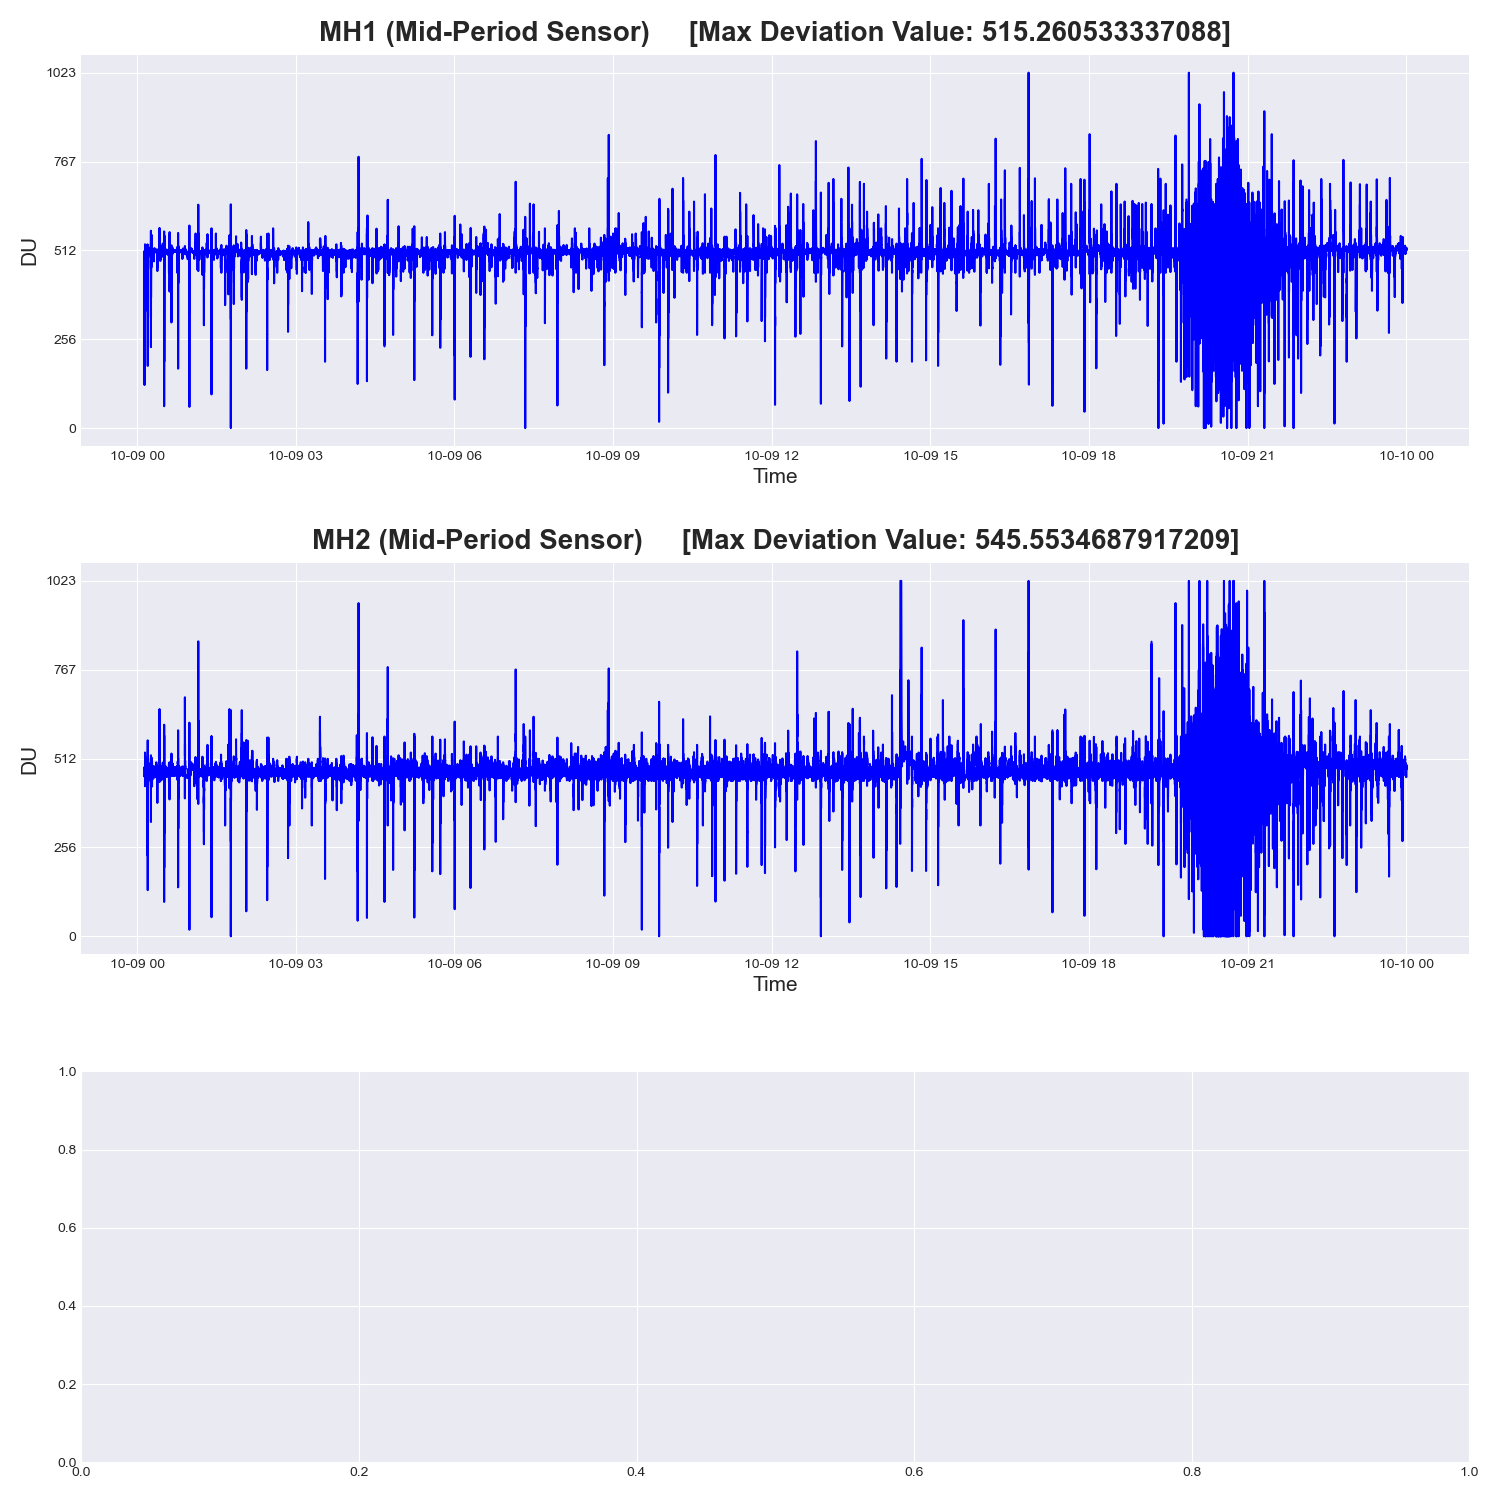 MH1 (Mid-Period Sensor) [Max Deviation Value: 515.260533337088]
1023
767
512
256
0
DU
10-09 00 10-09 03 10-09 06 10-09 09 10-09 12 10-09 15 10-09 18 10-09 21 10-10 00
Time
MH2 (Mid-Period Sensor) [Max Deviation Value: 545.5534687917209]
1023
767
512
256
0
DU
10-09 00 10-09 03 10-09 06 10-09 09 10-09 12 10-09 15 10-09 18 10-09 21 10-10 00
Time
1.0
0.8
0.6
0.4
0.2
0.0
0.0 0.2 0.4 0.6 0.8 1.0